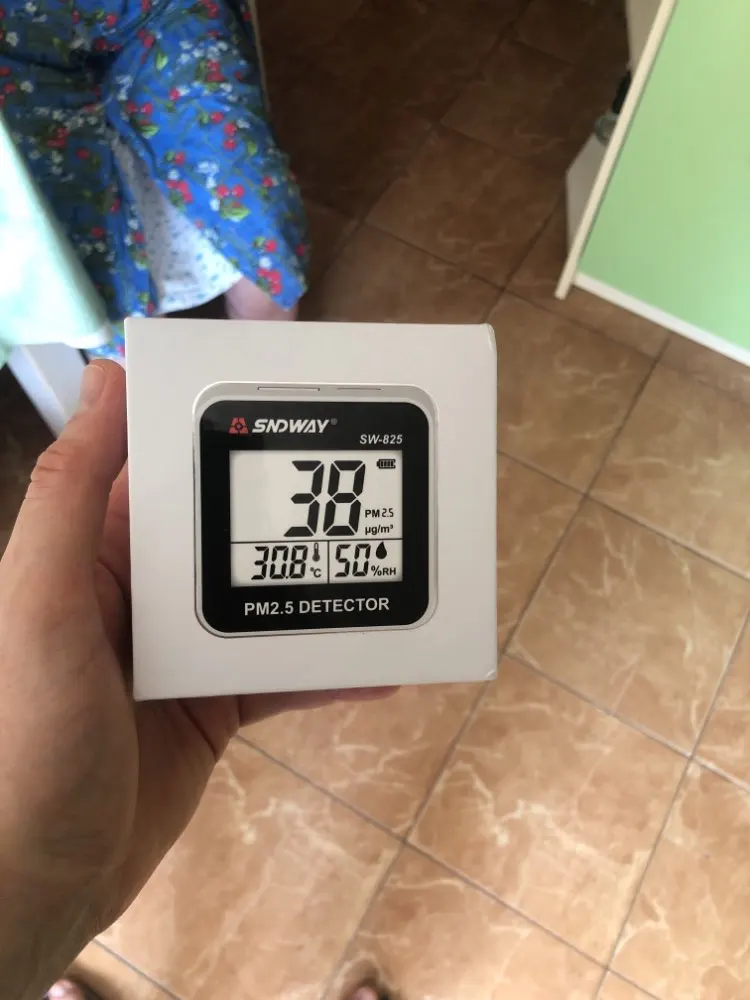 SNDWAY®
SW-825
38
PM2.5
µg/m³
30.8 °C 50 %RH
PM2.5 DETECTOR